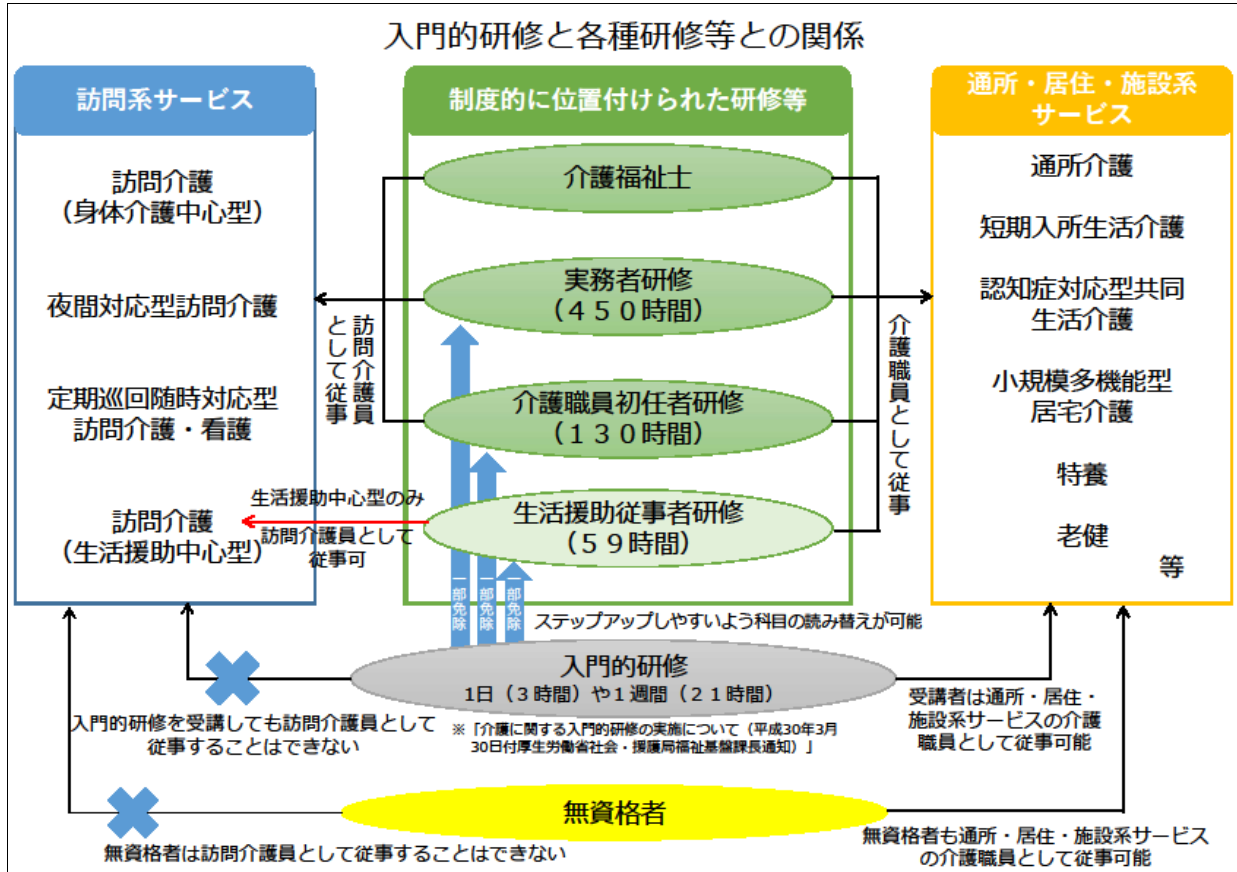 入門的研修と各種研修等との関係
訪問系サービス
訪問介護
（身体介護中心型）
夜間対応型訪問介護
定期巡回随時対応型
訪問介護・看護
訪問介護
（生活援助中心型）
制度的に位置付けられた研修等
介護福祉士
実務者研修
（４５０時間）
介護職員初任者研修
（１３０時間）
生活援助従事者研修
（５９時間）
訪問介護員
として従事
介護職員として従事
生活援助中心型のみ
訪問介護員として
従事可
通所・居住・施設系
サービス
通所介護
短期入所生活介護
認知症対応型共同
生活介護
小規模多機能型
居宅介護
特養
老健
等
一部免除
一部免除
一部免除
ステップアップしやすいよう科目の読み替えが可能
入門的研修
1日（３時間）や１週間（２１時間）
入門的研修を受講しても訪問介護員として
従事することはできない
※「介護に関する入門的研修の実施について（平成30年3月
30日付厚生労働省社会・援護局福祉基盤課長通知）」
受講者は通所・居住・
施設系サービスの介護
職員として従事可能
無資格者
無資格者は訪問介護員として従事することはできない
無資格者も通所・居住・施設系サービス
の介護職員として従事可能